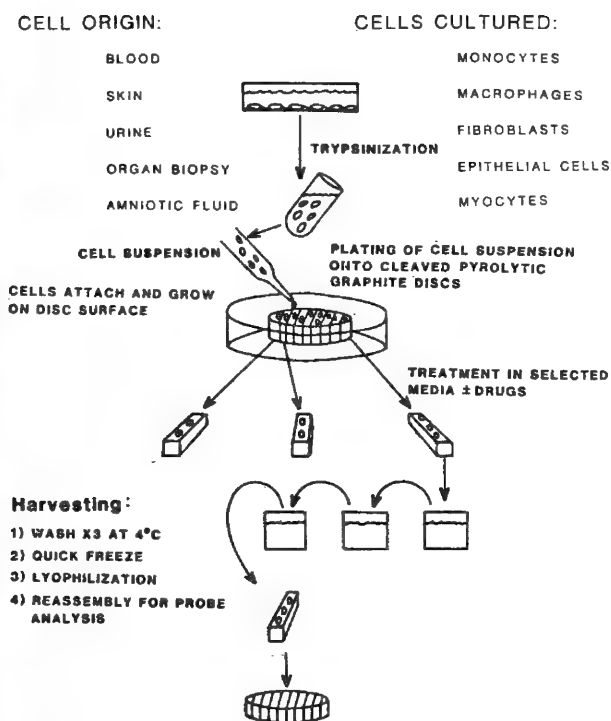 CELL ORIGIN:
CELLS CULTURED:
BLOOD
SKIN
URINE
ORGAN BIOPSY
AMNIOTIC FLUID
MONOCYTES
MACROPHAGES
FIBROBLASTS
EPITHELIAL CELLS
MYOCYTES
TRYPSINIZATION
CELL SUSPENSION
PLATING OF CELL SUSPENSION
ONTO CLEAVED PYROLYTIC
GRAPHITE DISCS
CELLS ATTACH AND GROW
ON DISC SURFACE
TREATMENT IN SELECTED
MEDIA ± DRUGS
Harvesting:
1) WASH X3 AT 4°C
2) QUICK FREEZE
3) LYOPHILIZATION
4) REASSEMBLY FOR PROBE
ANALYSIS